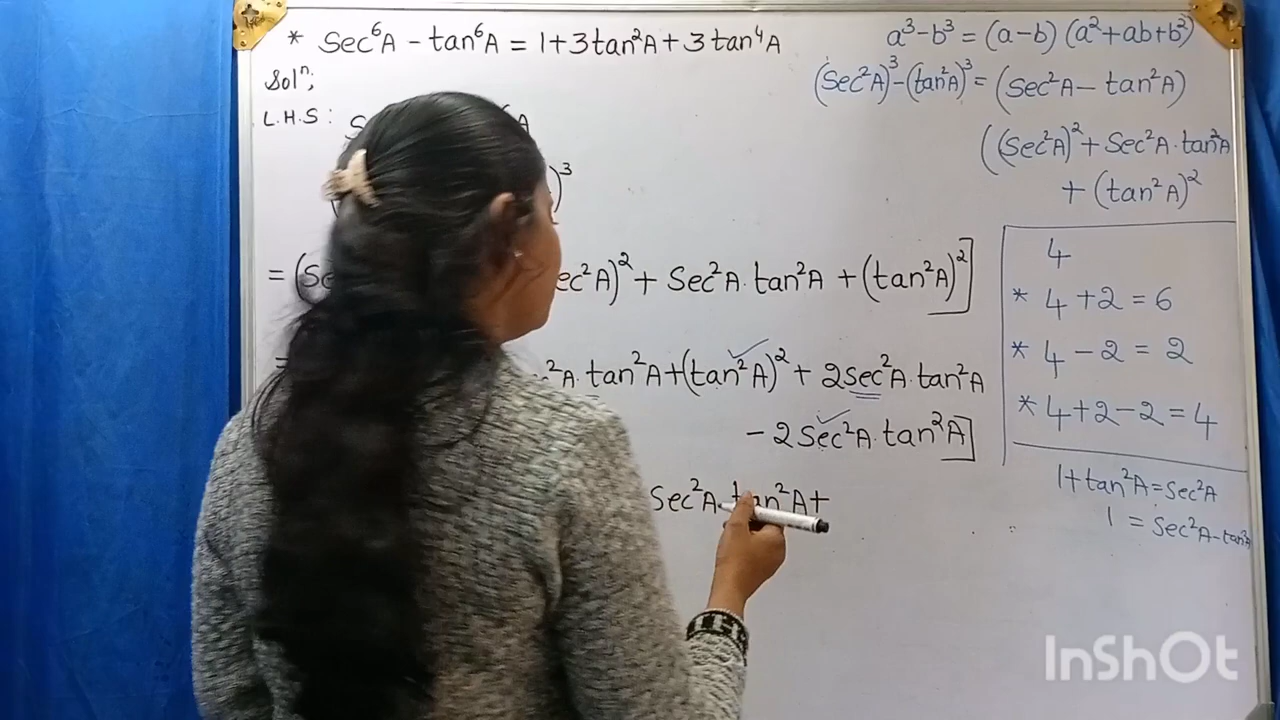 * Sec⁶A - tan⁶A = 1+3tan²A+3tan⁴A
Solⁿ;
L.H.S :
)³
= (Se
ec²A)² + Sec²A.tan²A + (tan²A)²]
=
²A.tan²A+(tan²A)² + 2Sec²A.tan²A
- 2Sec²A.tan²A]
Sec²A.tan²A+
a³-b³ = (a-b) (a²+ab+b²)
(Sec²A)³-(tan²A)³ = (Sec²A - tan²A)
((Sec²A)² + Sec²A.tan²A
+ (tan²A)²
4
* 4 +2 = 6
* 4 - 2 = 2
* 4+2-2=4
1+tan²A=Sec²A
1 = Sec²A-tan²A
InShOt